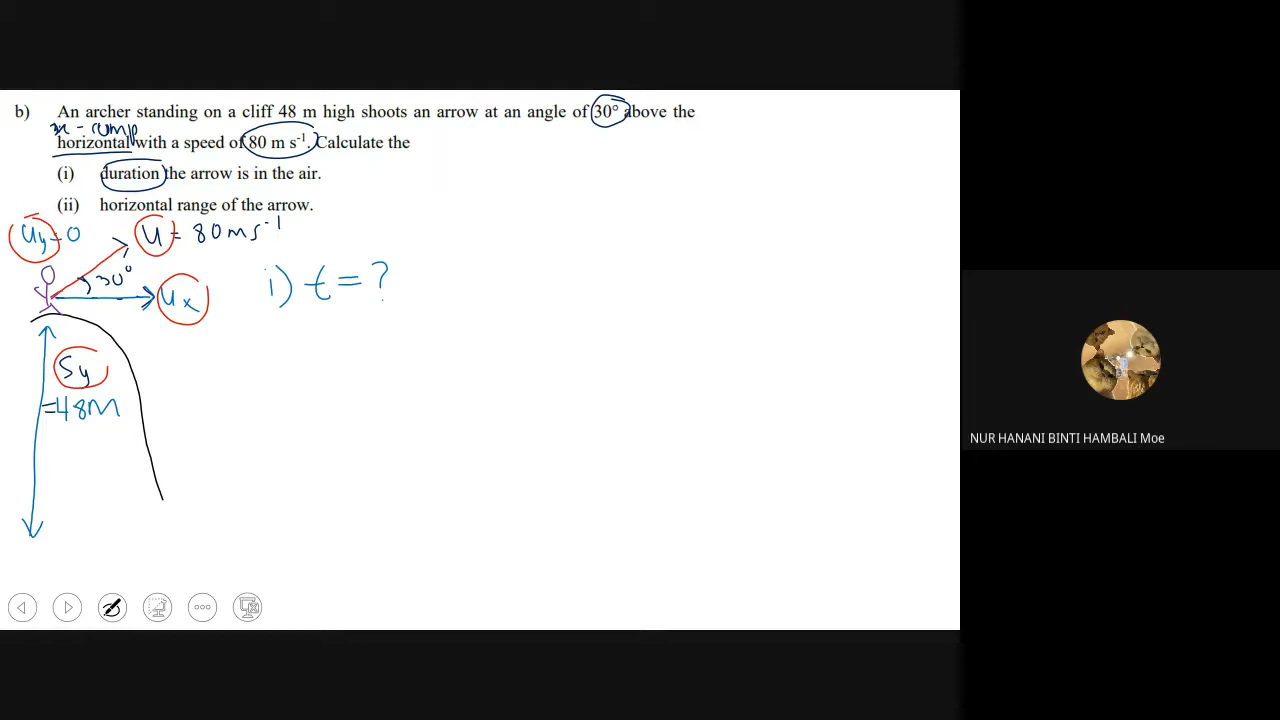 b) An archer standing on a cliff 48 m high shoots an arrow at an angle of 30° above the
x - comp
horizontal with a speed of 80 m s⁻¹. Calculate the
(i) duration the arrow is in the air.
(ii) horizontal range of the arrow.
Uy = 0
U = 80 m s⁻¹
30°
Ux
i) t = ?
Sy
= 48 m
NUR HANANI BINTI HAMBALI Moe